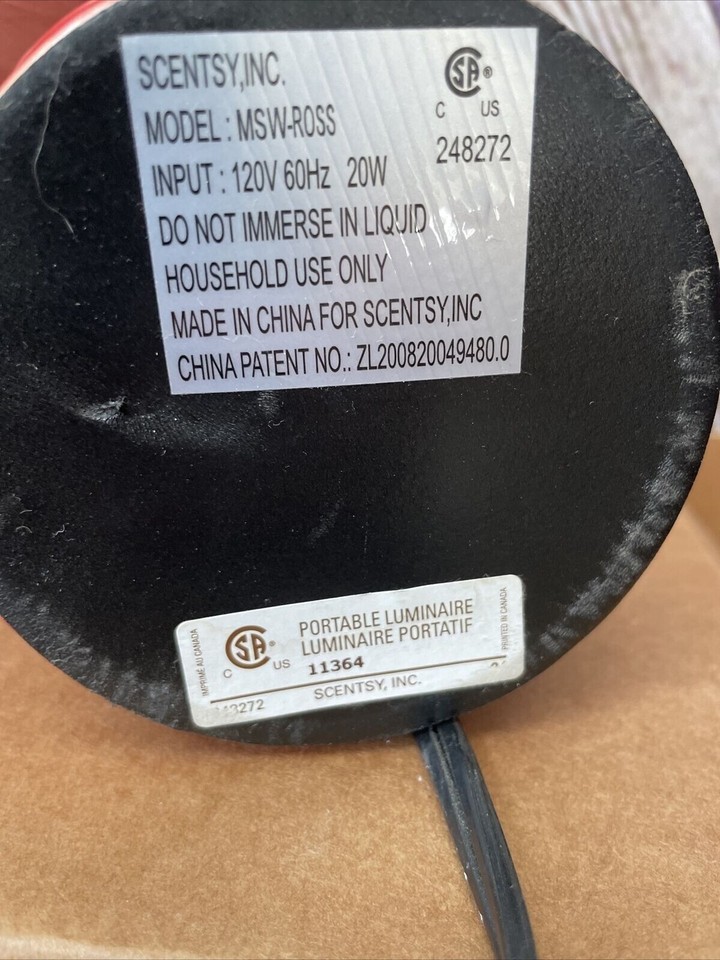 SCENTSY,INC.
MODEL : MSW-ROSS
INPUT : 120V 60Hz 20W
DO NOT IMMERSE IN LIQUID
HOUSEHOLD USE ONLY
MADE IN CHINA FOR SCENTSY,INC
CHINA PATENT NO.: ZL200820049480.0
SA ®
C US
248272
IMPRIMÉ AU CANADA
SA ®
C US
PORTABLE LUMINAIRE
LUMINAIRE PORTATIF
11364
SCENTSY, INC.
PRINTED IN CANADA